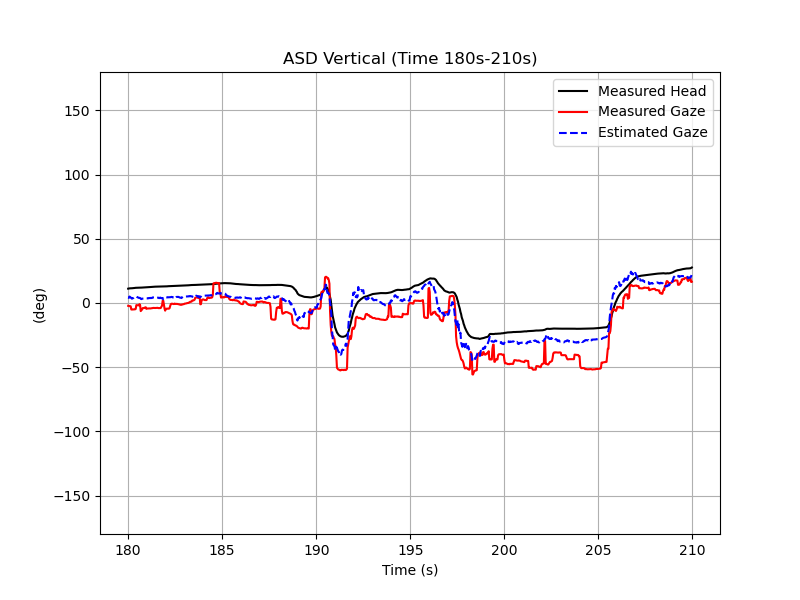 ASD Vertical (Time 180s-210s)
Measured Head
Measured Gaze
Estimated Gaze
150
100
50
0
−50
−100
−150
(deg)
180 185 190 195 200 205 210
Time (s)